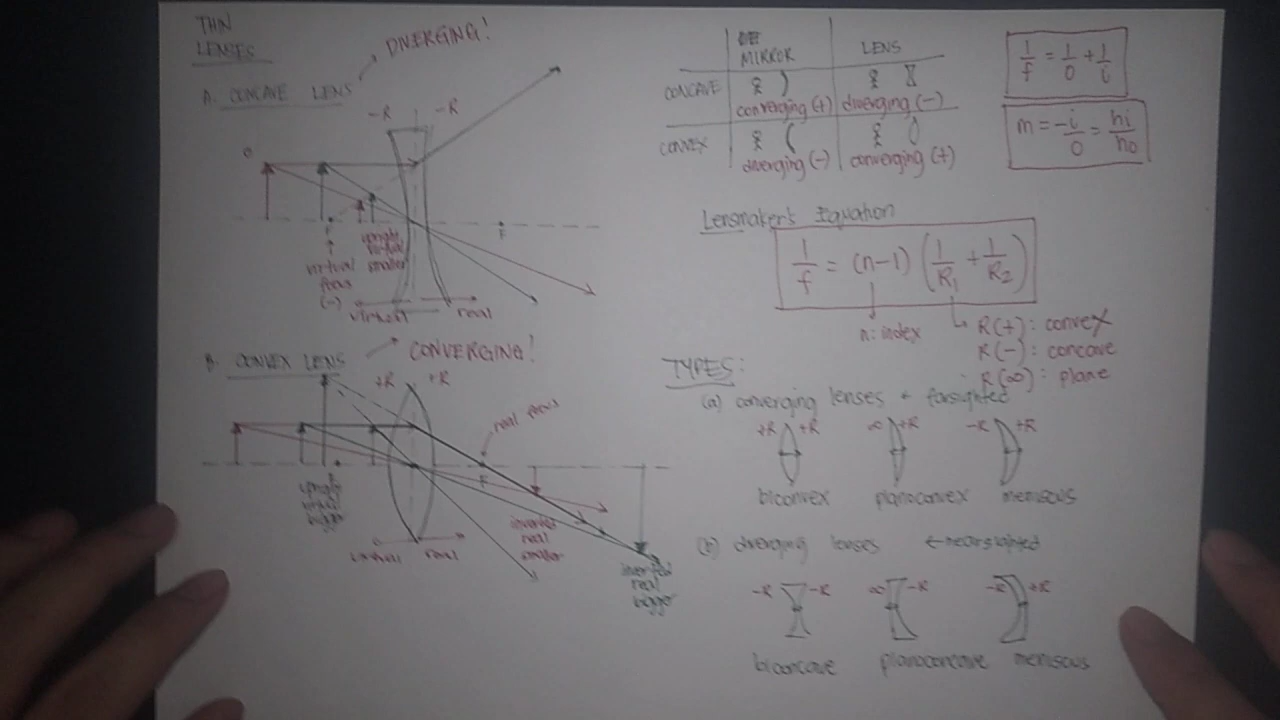 THIN
LENSES
DIVERGING!
A. CONCAVE LENS
-R -R
O
F
F
virtual
focus
(-)
upright
virtual
smaller
virtual real
B. CONVEX LENS
CONVERGING!
+R +R
real focus
F
upright
virtual
bigger
virtual real
inverted
real
smaller
inverted
real
bigger
MIRROR LENS
CONCAVE
converging (+) diverging (-)
CONVEX
diverging (-) converging (+)
1/f = 1/o + 1/i
m = -i/o = hi/ho
Lensmaker's Equation
1/f = (n-1) (1/R₁ + 1/R₂)
n: index
R(+): convex
R(-): concave
R(∞): plane
TYPES:
(a) converging lenses ← farsighted
+R +R ∞ +R -R +R
biconvex planoconvex meniscus
(b) diverging lenses ← nearsighted
-R -R ∞ -R -R +R
biconcave planoconcave meniscus